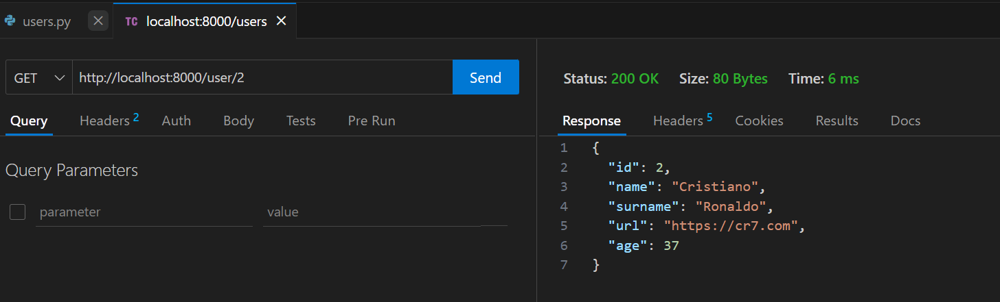 users.py
TC localhost:8000/users
GET http://localhost:8000/user/2 Send
Query Headers 2 Auth Body Tests Pre Run
Query Parameters
parameter value
Status: 200 OK Size: 80 Bytes Time: 6 ms
Response Headers 5 Cookies Results Docs
1 {
2 "id": 2,
3 "name": "Cristiano",
4 "surname": "Ronaldo",
5 "url": "https://cr7.com",
6 "age": 37
7 }